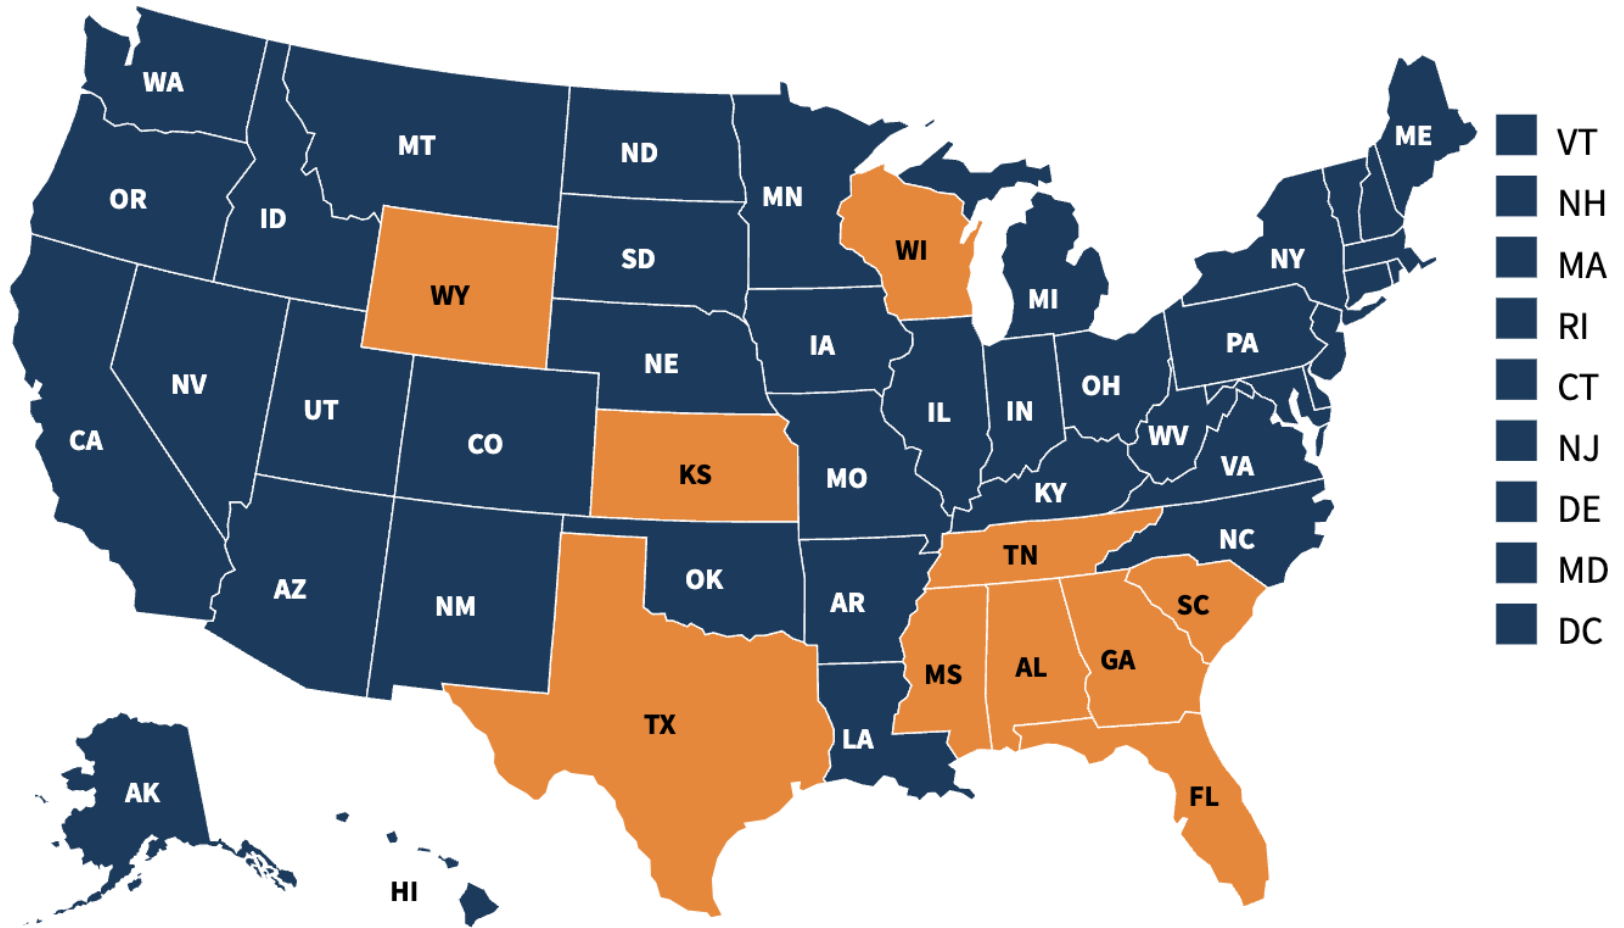 WA
MT
ND
MN
ME
OR
ID
SD
WI
NY
WY
MI
NV
UT
NE
IA
PA
CA
CO
KS
MO
IL
IN
OH
WV
VA
KY
AZ
NM
OK
AR
TN
NC
SC
TX
LA
MS
AL
GA
FL
AK
HI
VT
NH
MA
RI
CT
NJ
DE
MD
DC